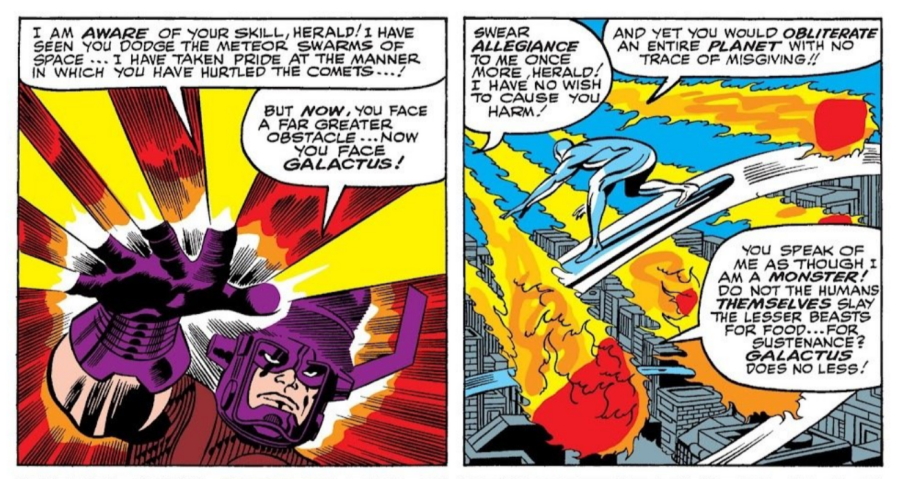 I AM AWARE OF YOUR SKILL, HERALD! I HAVE
SEEN YOU DODGE THE METEOR SWARMS OF
SPACE... I HAVE TAKEN PRIDE AT THE MANNER
IN WHICH YOU HAVE HURTLED THE COMETS...!
BUT NOW, YOU FACE
A FAR GREATER
OBSTACLE...NOW
YOU FACE
GALACTUS!
SWEAR
ALLEGIANCE
TO ME ONCE
MORE, HERALD!
I HAVE NO WISH
TO CAUSE YOU
HARM!
AND YET YOU WOULD OBLITERATE
AN ENTIRE PLANET WITH NO
TRACE OF MISGIVING!!
YOU SPEAK OF
ME AS THOUGH I
AM A MONSTER!
DO NOT THE HUMANS
THEMSELVES SLAY
THE LESSER BEASTS
FOR FOOD...FOR
SUSTENANCE?
GALACTUS
DOES NO LESS!